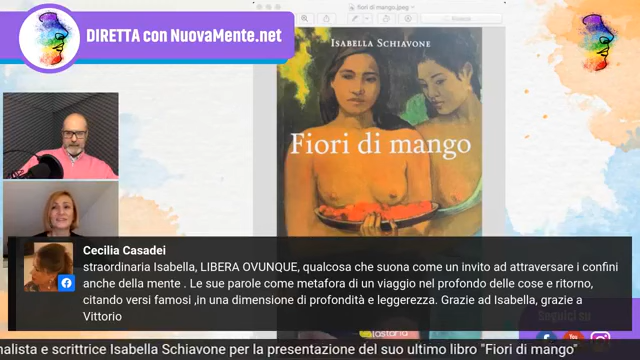 DIRETTA con NuovaMente.net
fiori di mango.jpeg
ISABELLA SCHIAVONE
Fiori di mango
Cecilia Casadei
straordinaria Isabella, LIBERA OVUNQUE, qualcosa che suona come un invito ad attraversare i confini
anche della mente . Le sue parole come metafora di un viaggio nel profondo delle cose e ritorno,
citando versi famosi ,in una dimensione di profondità e leggerezza. Grazie ad Isabella, grazie a
Vittorio
Seguici su
nalista e scrittrice Isabella Schiavone per la presentazione del suo ultimo libro "Fiori di mango"